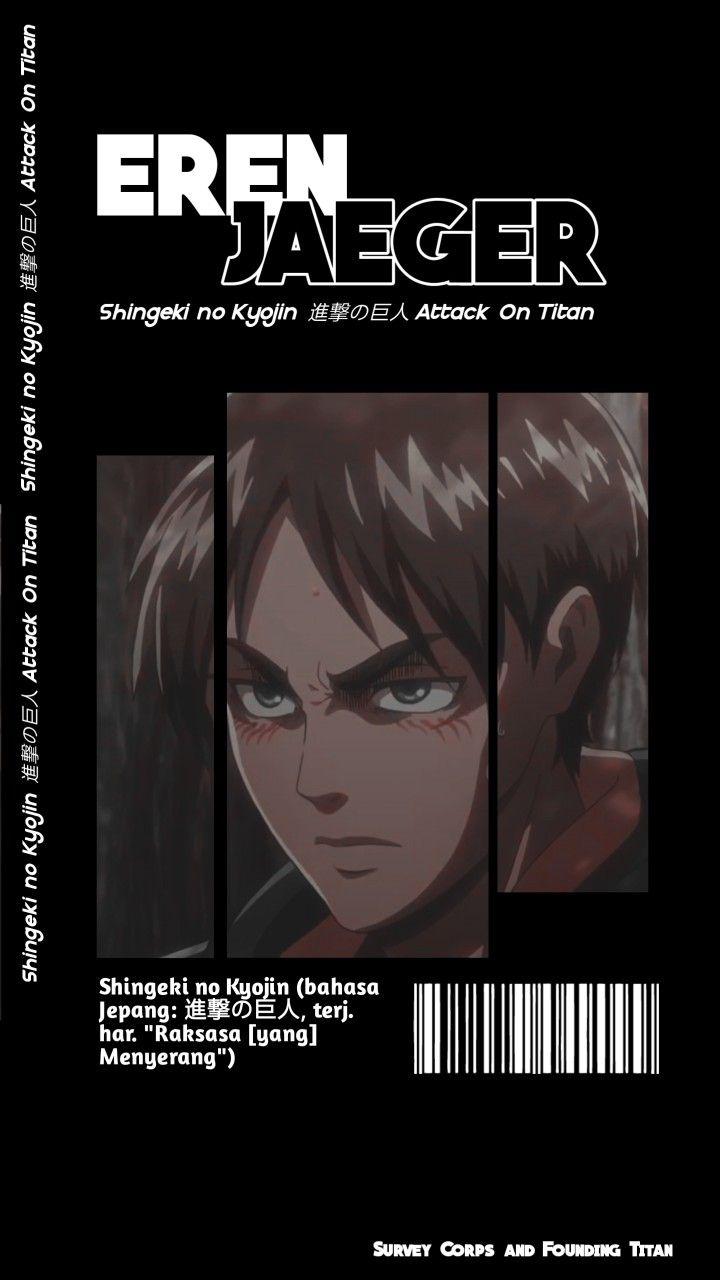 EREN
JAEGER
Shingeki no Kyojin 進撃の巨人 Attack On Titan
Shingeki no Kyojin 進撃の巨人 Attack On Titan
Shingeki no Kyojin 進撃の巨人 Attack On Titan
Shingeki no Kyojin (bahasa
Jepang: 進撃の巨人, terj.
har. "Raksasa [yang]
Menyerang")
Survey Corps and Founding Titan